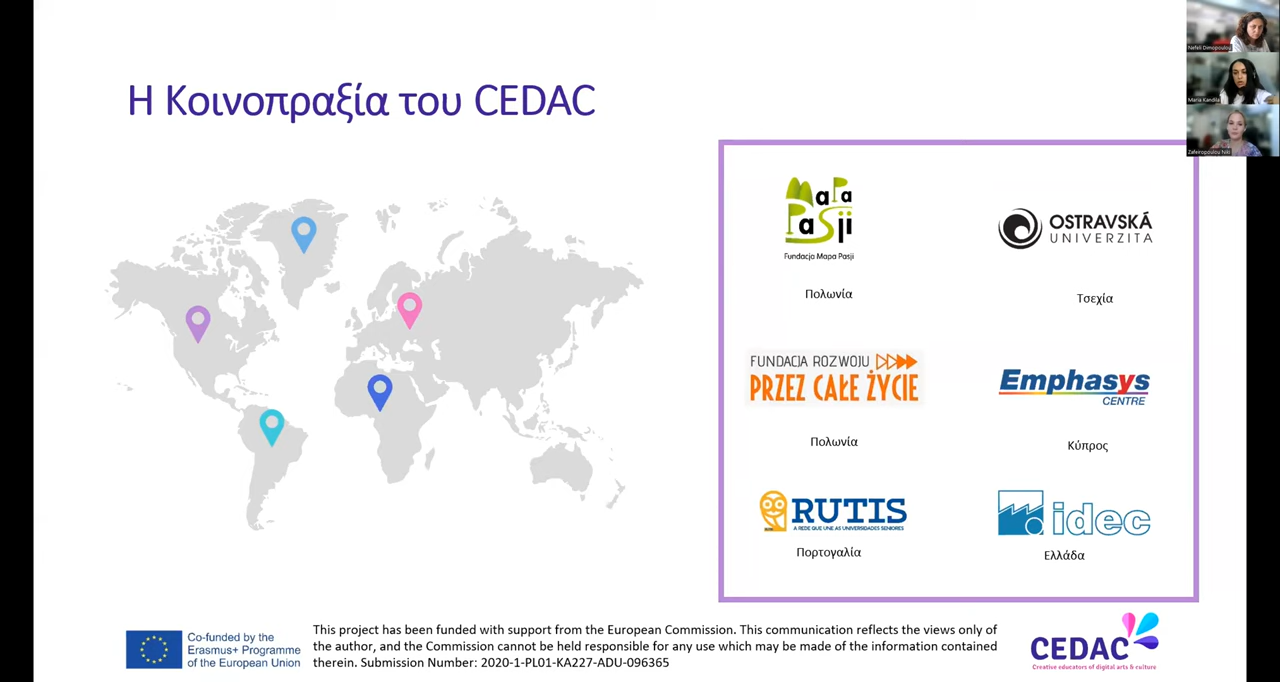 Nefeli Dimopoulou
Maria Kandila
Zafeiropoulou Niki
Η Κοινοπραξία του CEDAC
MaPa
PaSji
Fundacja Mapa Pasji
Πολωνία
OSTRAVSKÁ
UNIVERZITA
Τσεχία
FUNDACJA ROZWOJU
PRZEZ CAŁE ŻYCIE
Πολωνία
Emphasys
CENTRE
Κύπρος
RUTIS
A REDE QUE UNE AS UNIVERSIDADES SENIORES
Πορτογαλία
idec
Ελλάδα
Co-funded by the
Erasmus+ Programme
of the European Union
This project has been funded with support from the European Commission. This communication reflects the views only of
the author, and the Commission cannot be held responsible for any use which may be made of the information contained
therein. Submission Number: 2020-1-PL01-KA227-ADU-096365
CEDAC
Creative educators of digital arts & culture